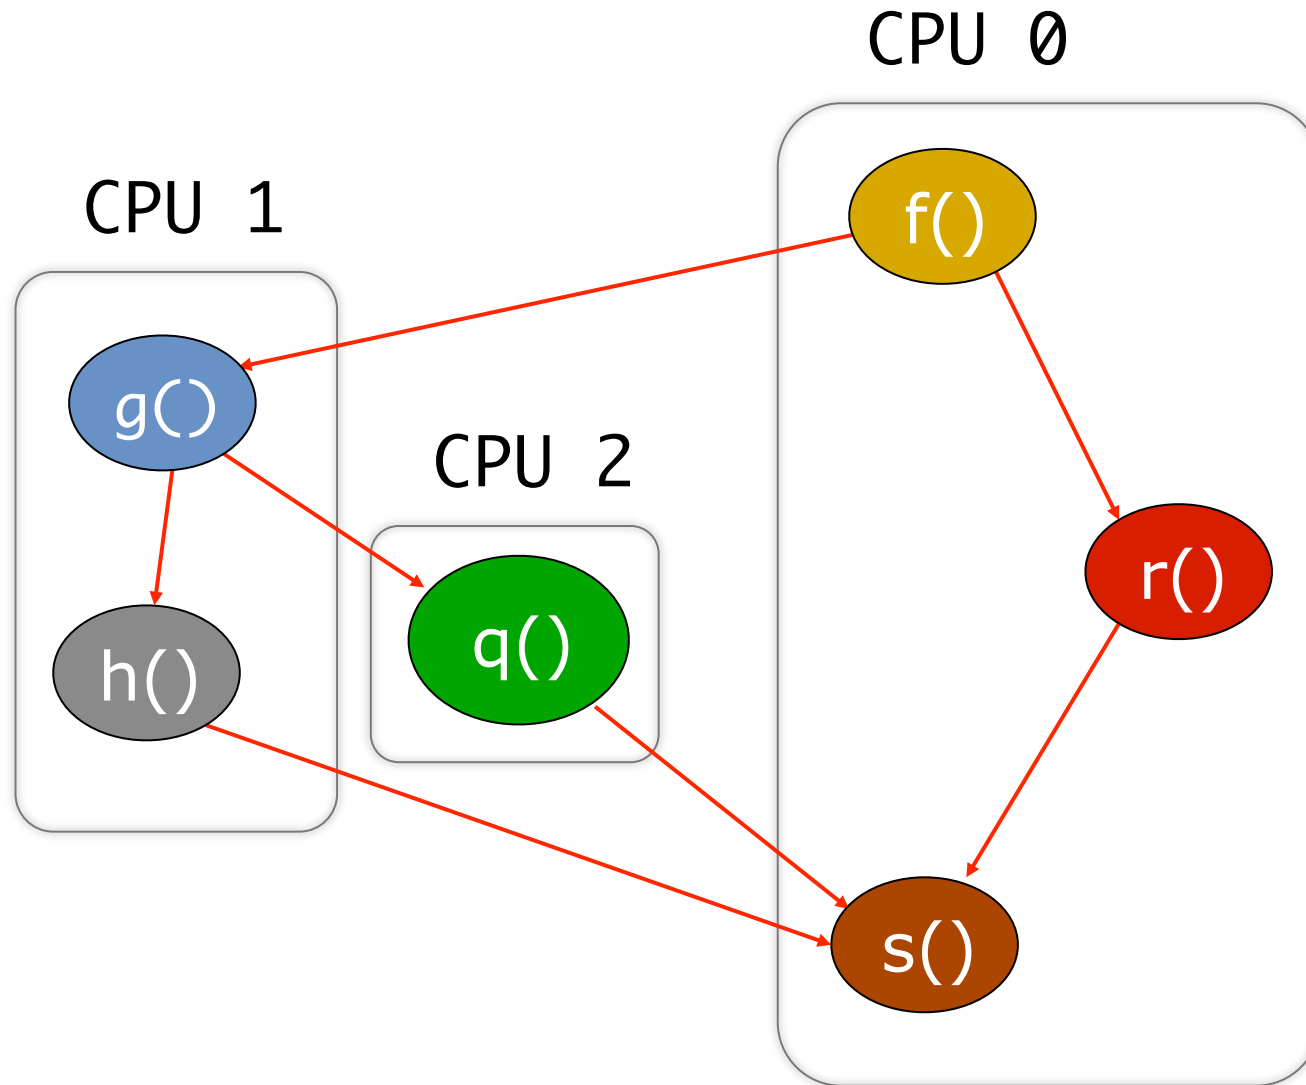 CPU 0
CPU 1
f()
g()
CPU 2
r()
q()
h()
s()